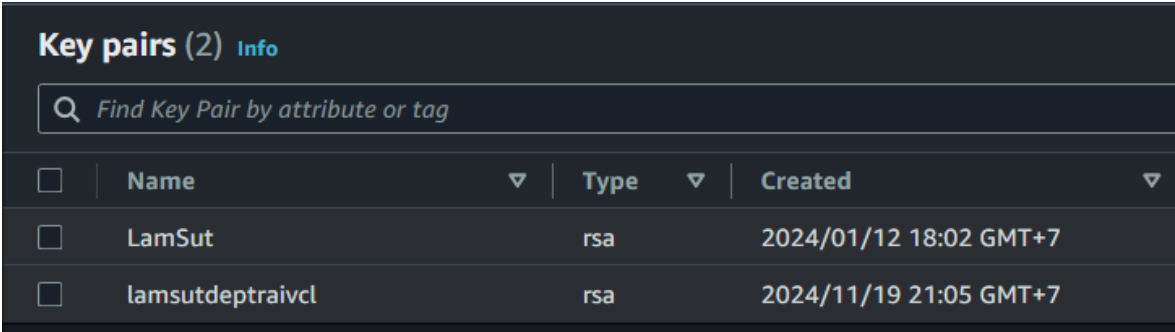 Key pairs (2) Info
Find Key Pair by attribute or tag
Name Type Created
LamSut rsa 2024/01/12 18:02 GMT+7
lamsutdeptraivcl rsa 2024/11/19 21:05 GMT+7